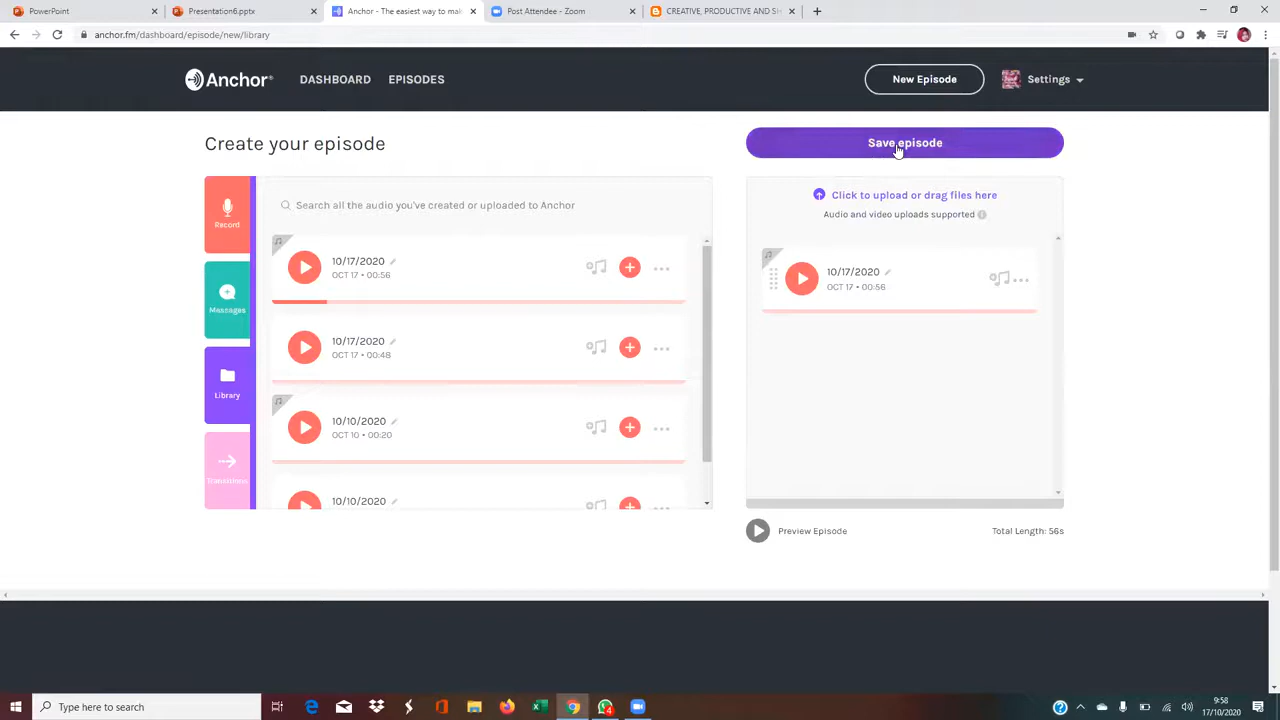 PowerPoint
Presentation6.pptx
Anchor - The easiest way to mak
Post Attendee - Zoom
CREATIVE, PRODUCTIVE AND S
anchor.fm/dashboard/episode/new/library
Anchor
DASHBOARD
EPISODES
New Episode
Settings
Create your episode
Save episode
Record
Messages
Library
Transitions
Search all the audio you've created or uploaded to Anchor
10/17/2020
OCT 17 • 00:56
10/17/2020
OCT 17 • 00:48
10/10/2020
OCT 10 • 00:20
10/10/2020
Click to upload or drag files here
Audio and video uploads supported
10/17/2020
OCT 17 • 00:56
Preview Episode
Total Length: 56s
Type here to search
4
9:58
17/10/2020